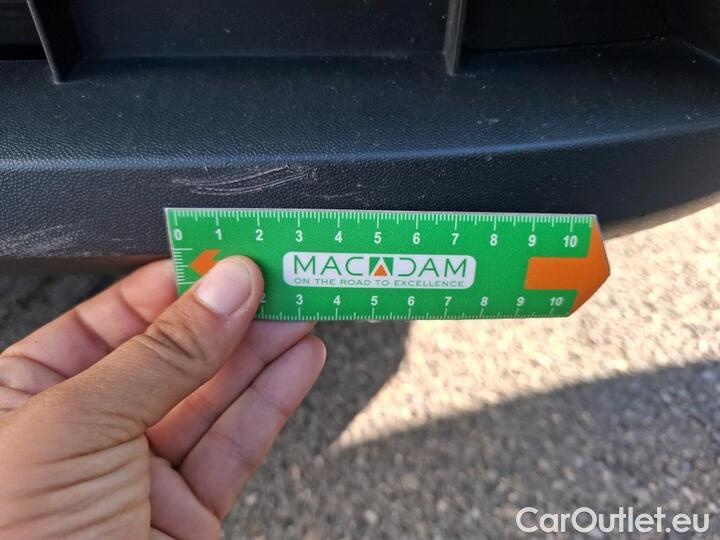 0 1 2 3 4 5 6 7 8 9 10
MACADAM
ON THE ROAD TO EXCELLENCE
2 3 4 5 6 7 8 9 10
CarOutlet.eu